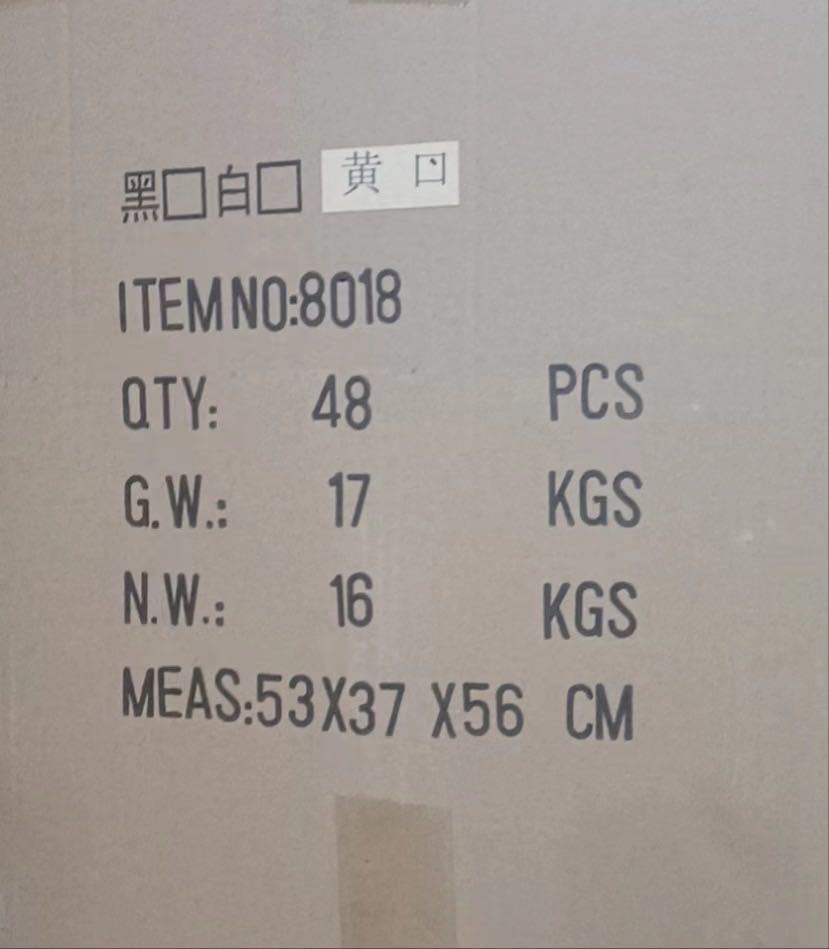 黑□白□ 黄 口
ITEM NO:8018
QTY: 48 PCS
G.W.: 17 KGS
N.W.: 16 KGS
MEAS:53X37 X56 CM